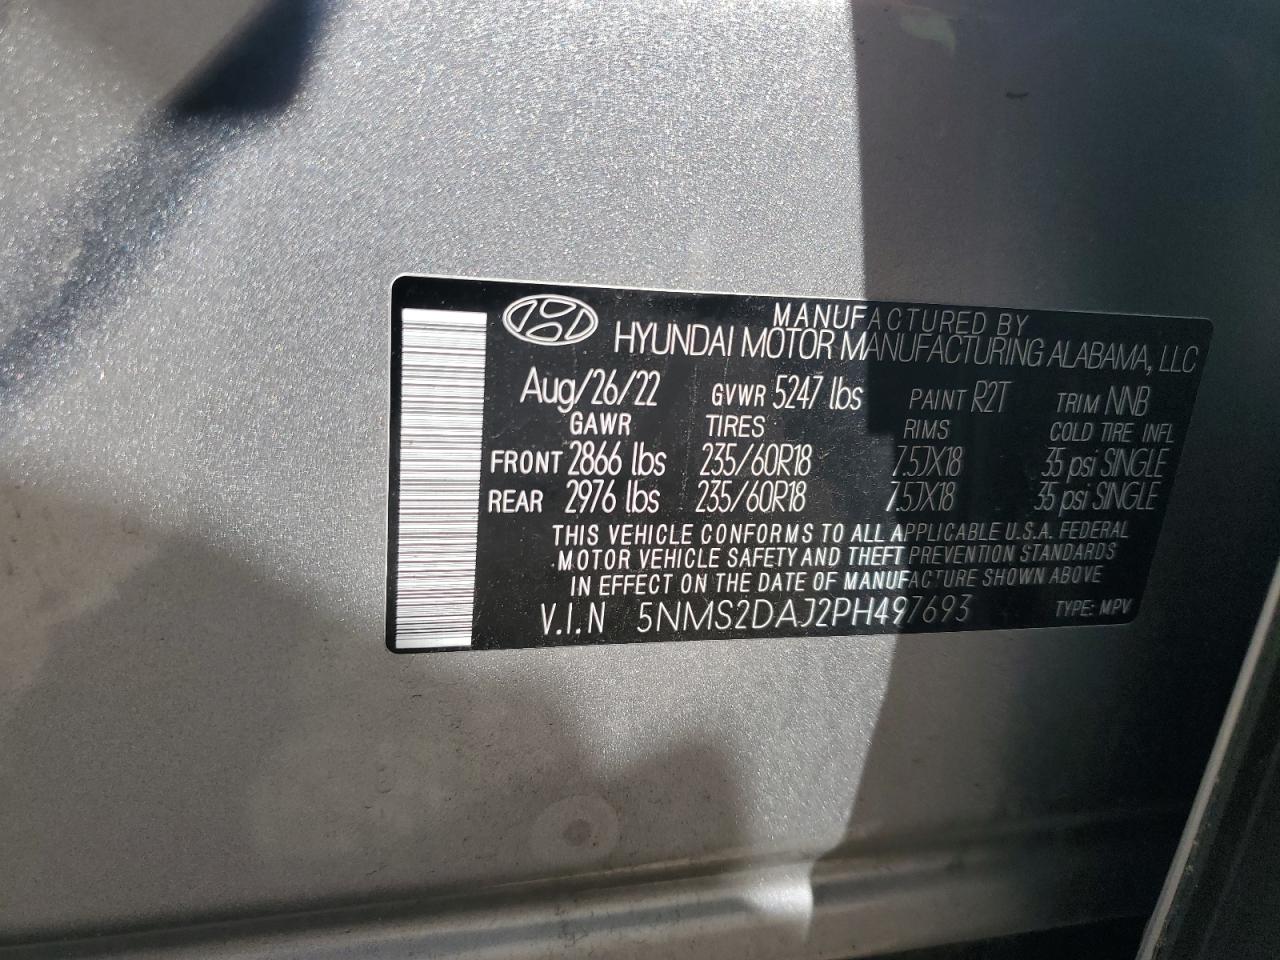 MANUFACTURED BY
HYUNDAI MOTOR MANUFACTURING ALABAMA, LLC
Aug/26/22 GVWR 5247 lbs PAINT R2T TRIM NNB
GAWR TIRES RIMS COLD TIRE INFL
FRONT 2866 lbs 235/60R18 7.5JX18 35 psi SINGLE
REAR 2976 lbs 235/60R18 7.5JX18 35 psi SINGLE
THIS VEHICLE CONFORMS TO ALL APPLICABLE U.S.A. FEDERAL
MOTOR VEHICLE SAFETY AND THEFT PREVENTION STANDARDS
IN EFFECT ON THE DATE OF MANUFACTURE SHOWN ABOVE
V.I.N 5NMS2DAJ2PH497693 TYPE: MPV